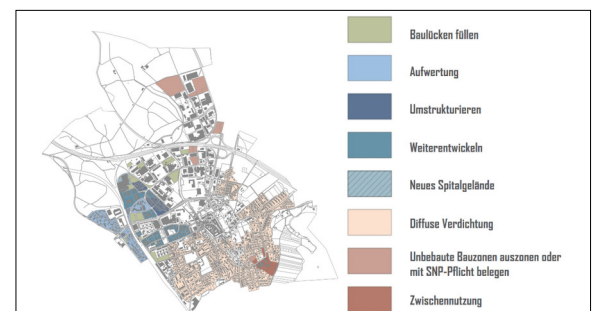 Baulücken füllen
Aufwertung
Umstrukturieren
Weiterentwickeln
Neues Spitalgelände
Diffuse Verdichtung
Unbebaute Bauzonen auszonen oder
mit SNP-Pflicht belegen
Zwischennutzung